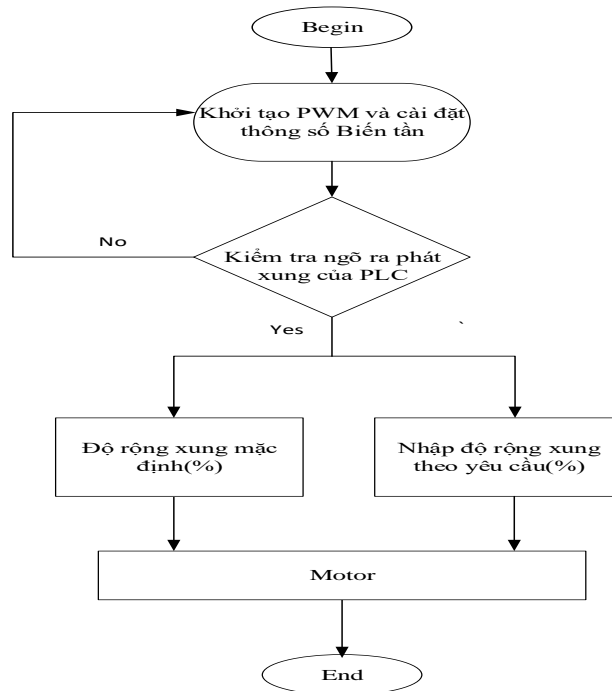 Begin
Khởi tạo PWM và cài đặt
thông số Biến tần
No
Kiểm tra ngõ ra phát
xung của PLC
Yes
Độ rộng xung mặc
định(%)
Nhập độ rộng xung
theo yêu cầu(%)
Motor
End